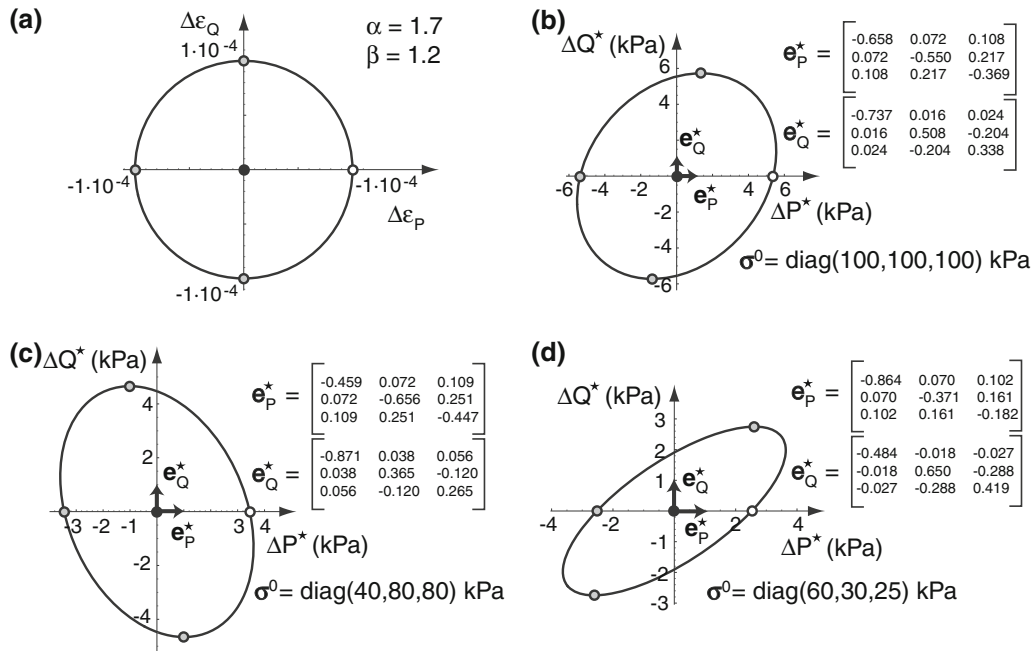 (a)
Δε_Q
1·10⁻⁴
α = 1.7
β = 1.2
-1·10⁻⁴
-1·10⁻⁴
Δε_P
-1·10⁻⁴
(b)
ΔQ* (kPa)
e*_P =
-0.658 0.072 0.108
0.072 -0.550 0.217
0.108 0.217 -0.369
e*_Q =
-0.737 0.016 0.024
0.016 0.508 -0.204
0.024 -0.204 0.338
6
4
e*_Q
-6 -4 -2
2 4 6
e*_P
ΔP* (kPa)
-2
-4
-6
σ⁰= diag(100,100,100) kPa
(c)
ΔQ* (kPa)
e*_P =
-0.459 0.072 0.109
0.072 -0.656 0.251
0.109 0.251 -0.447
e*_Q =
-0.871 0.038 0.056
0.038 0.365 -0.120
0.056 -0.120 0.265
4
2
e*_Q
-3 -2 -1
3 4
e*_P
ΔP* (kPa)
-2
-4
σ⁰= diag(40,80,80) kPa
(d)
ΔQ* (kPa)
e*_P =
-0.864 0.070 0.102
0.070 -0.371 0.161
0.102 0.161 -0.182
e*_Q =
-0.484 -0.018 -0.027
-0.018 0.650 -0.288
-0.027 -0.288 0.419
3
2
1
e*_Q
-4 -2
2 4
e*_P
ΔP* (kPa)
-1
-2
-3
σ⁰= diag(60,30,25) kPa